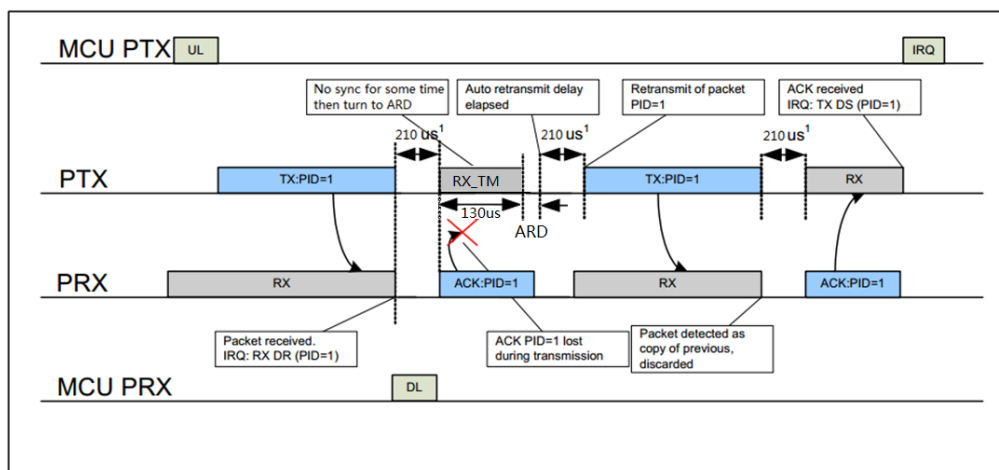 MCU PTX
UL
IRQ
No sync for some time
then turn to ARD
Auto retransmit delay
elapsed
Retransmit of packet
PID=1
ACK received
IRQ: TX DS (PID=1)
210 us¹
210 us¹
210 us¹
PTX
TX:PID=1
RX_TM
TX:PID=1
RX
130us
ARD
PRX
RX
ACK:PID=1
RX
ACK:PID=1
Packet received.
IRQ: RX DR (PID=1)
ACK PID=1 lost
during transmission
Packet detected as
copy of previous,
discarded
MCU PRX
DL